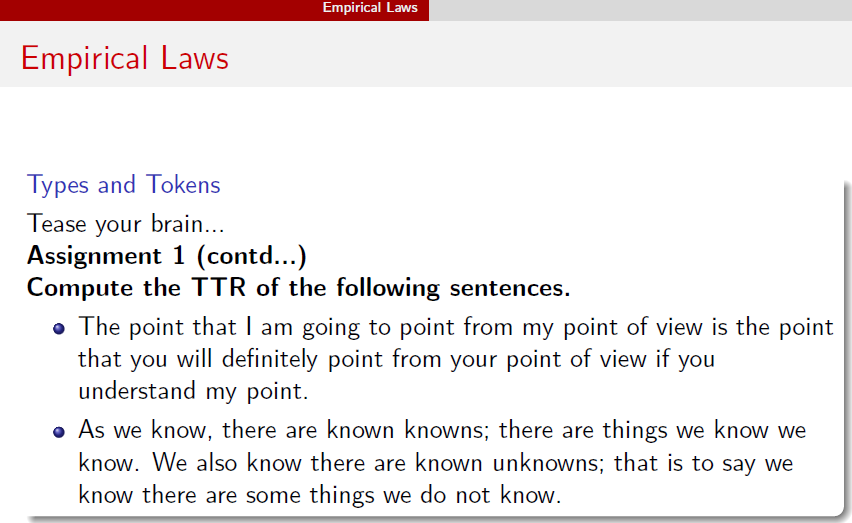 Empirical Laws
Empirical Laws
Types and Tokens
Tease your brain...
Assignment 1 (contd...)
Compute the TTR of the following sentences.
The point that I am going to point from my point of view is the point
that you will definitely point from your point of view if you
understand my point.
As we know, there are known knowns; there are things we know we
know. We also know there are known unknowns; that is to say we
know there are some things we do not know.